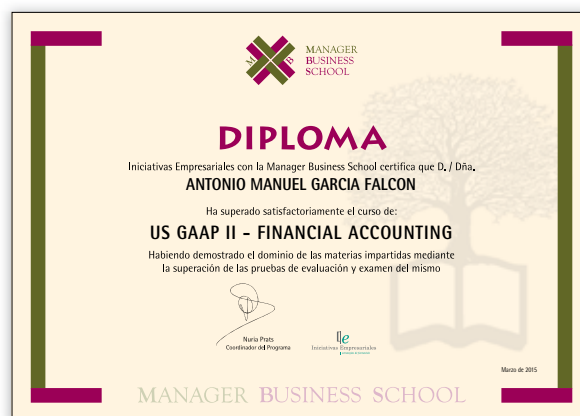 M B
MANAGER
BUSINESS
SCHOOL
DIPLOMA
Iniciativas Empresariales con la Manager Business School certifica que D. / Dña.
ANTONIO MANUEL GARCIA FALCON
Ha superado satisfactoriamente el curso de:
US GAAP II - FINANCIAL ACCOUNTING
Habiendo demostrado el dominio de las materias impartidas mediante
la superación de las pruebas de evaluación y examen del mismo
Nuria Prats
Coordinador del Programa
Iniciativas Empresariales
Marzo de 2015
MANAGER BUSINESS SCHOOL